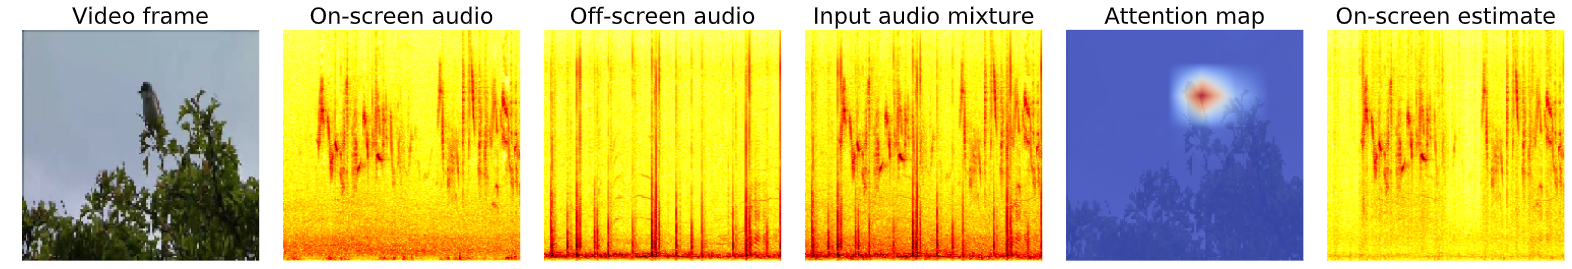 Video frame
On-screen audio
Off-screen audio
Input audio mixture
Attention map
On-screen estimate